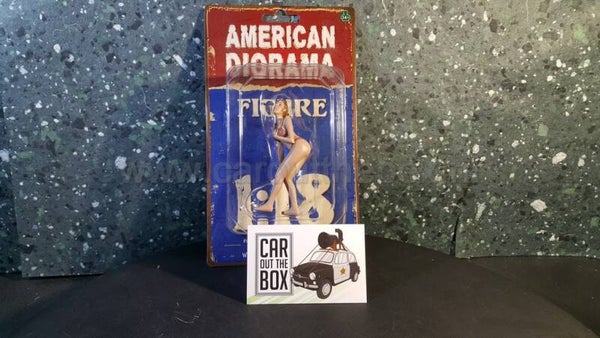 AMERICAN
DIORAMA
FIGURE
1:18
CAR
OUT THE
BOX